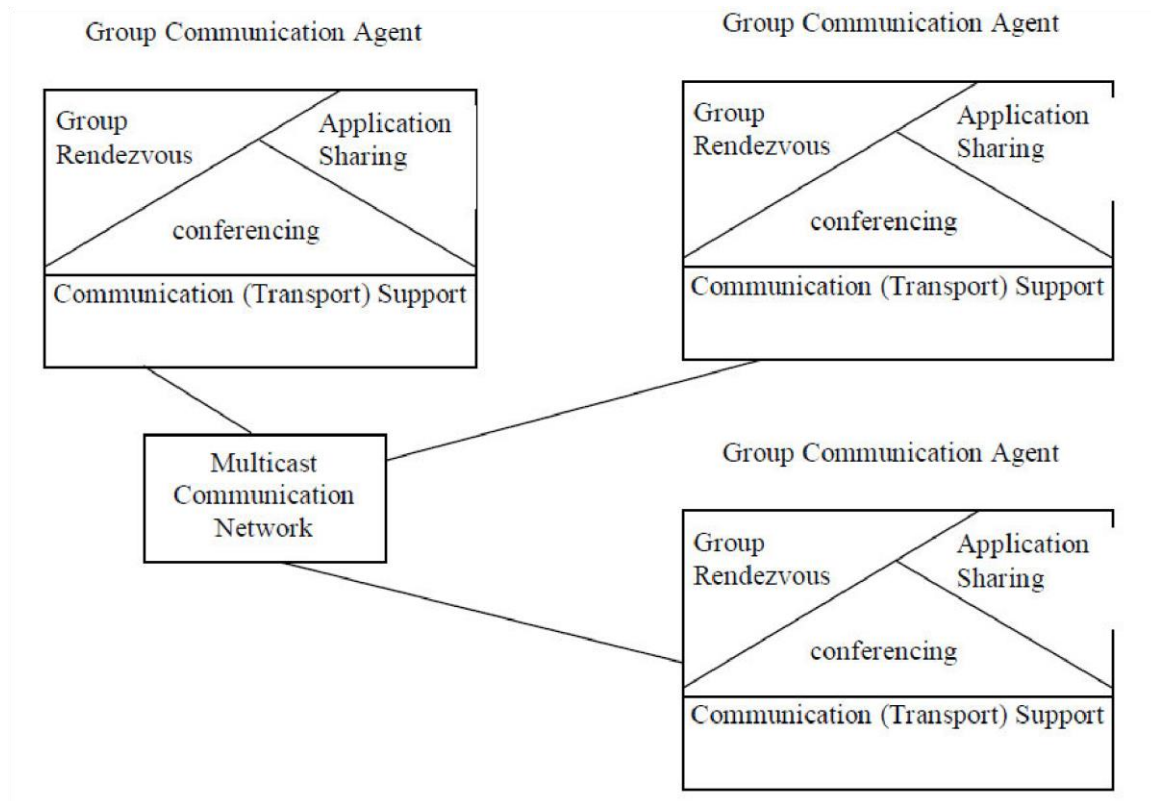 Group Communication Agent
Group
Rendezvous
Application
Sharing
conferencing
Communication (Transport) Support
Group Communication Agent
Group
Rendezvous
Application
Sharing
conferencing
Communication (Transport) Support
Multicast
Communication
Network
Group Communication Agent
Group
Rendezvous
Application
Sharing
conferencing
Communication (Transport) Support